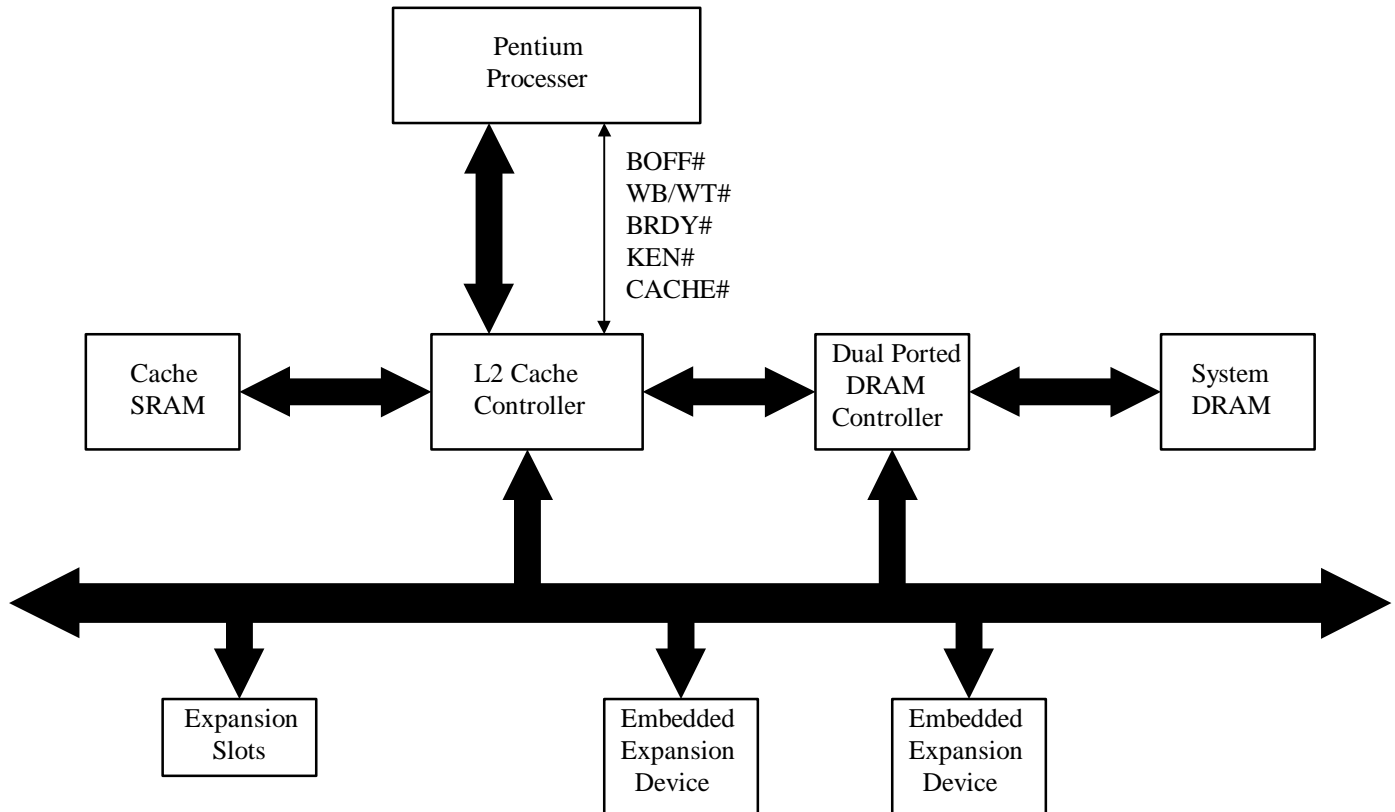 Pentium
Processer
BOFF#
WB/WT#
BRDY#
KEN#
CACHE#
Cache
SRAM
L2 Cache
Controller
Dual Ported
DRAM
Controller
System
DRAM
Expansion
Slots
Embedded
Expansion
Device
Embedded
Expansion
Device